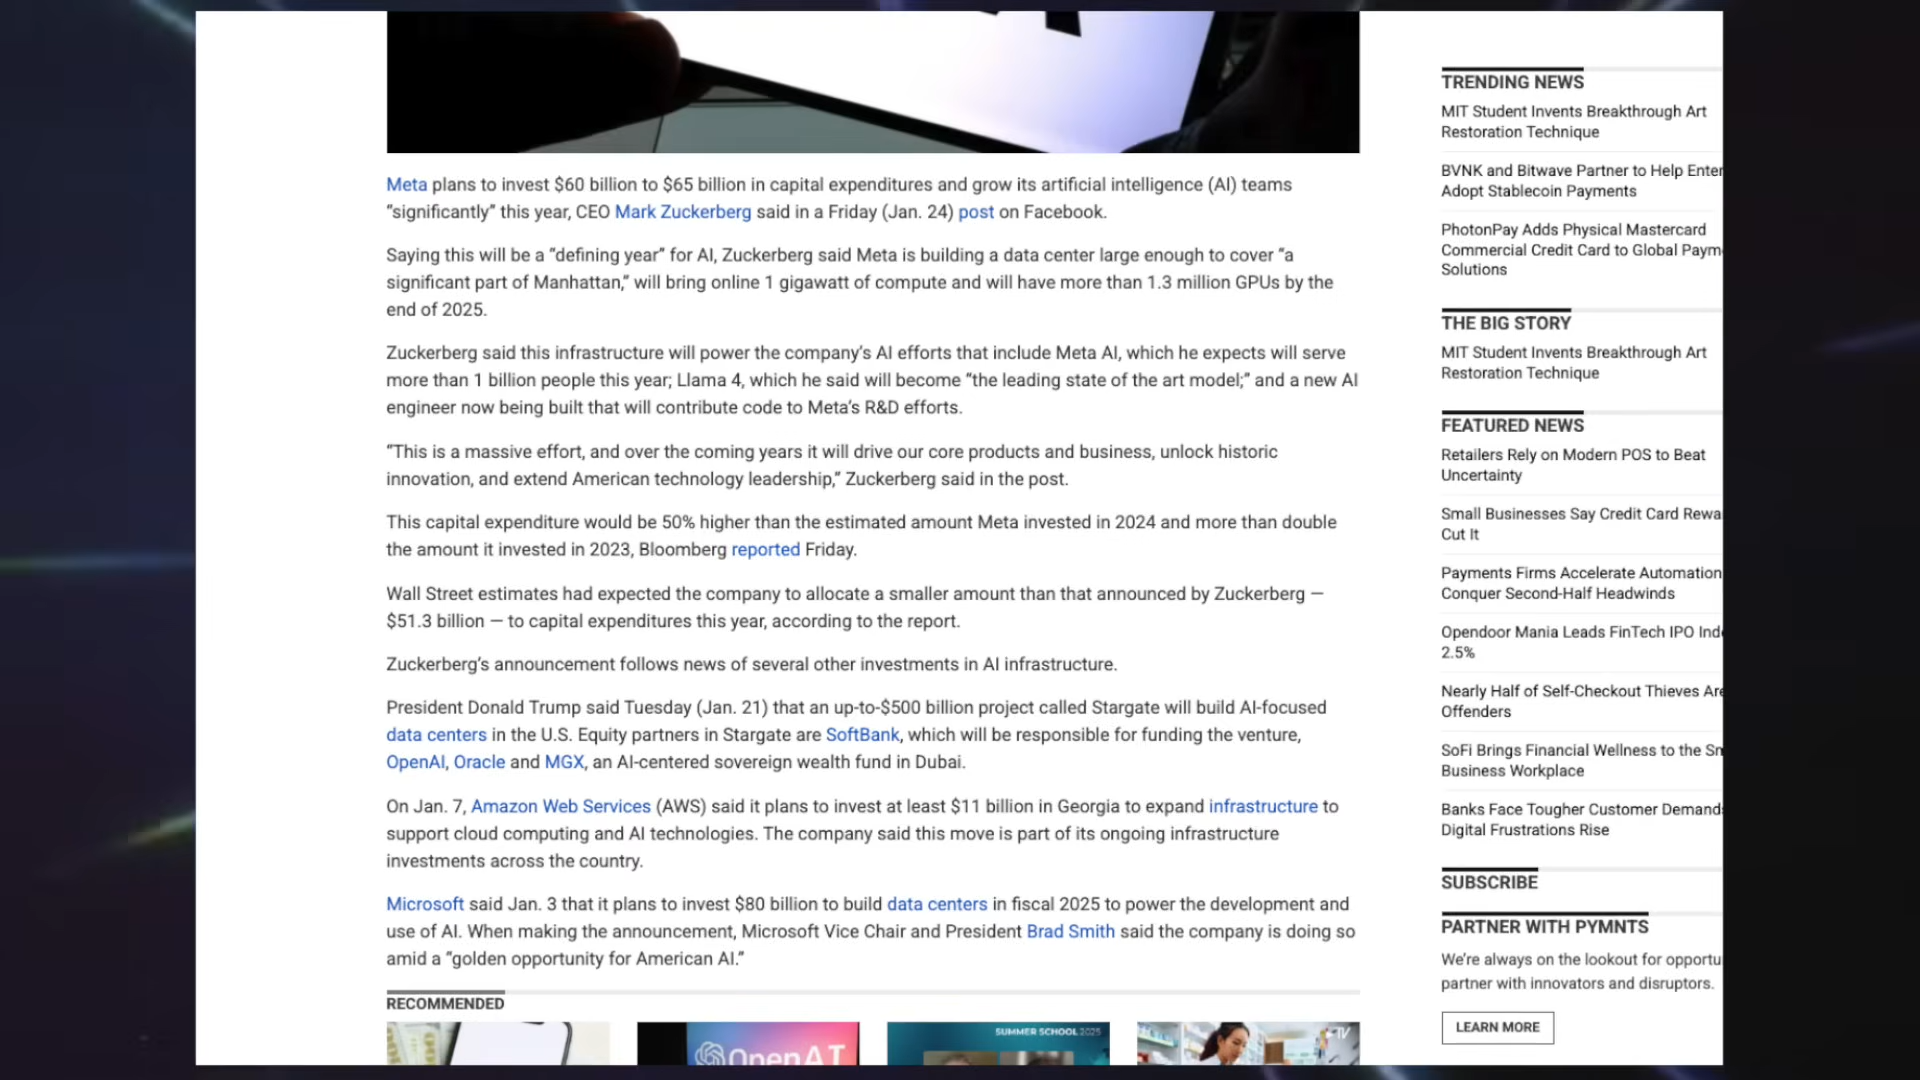 Meta plans to invest $60 billion to $65 billion in capital expenditures and grow its artificial intelligence (AI) teams
“significantly” this year, CEO Mark Zuckerberg said in a Friday (Jan. 24) post on Facebook.
Saying this will be a “defining year” for AI, Zuckerberg said Meta is building a data center large enough to cover “a
significant part of Manhattan,” will bring online 1 gigawatt of compute and will have more than 1.3 million GPUs by the
end of 2025.
Zuckerberg said this infrastructure will power the company’s AI efforts that include Meta AI, which he expects will serve
more than 1 billion people this year; Llama 4, which he said will become “the leading state of the art model;” and a new AI
engineer now being built that will contribute code to Meta’s R&D efforts.
“This is a massive effort, and over the coming years it will drive our core products and business, unlock historic
innovation, and extend American technology leadership,” Zuckerberg said in the post.
This capital expenditure would be 50% higher than the estimated amount Meta invested in 2024 and more than double
the amount it invested in 2023, Bloomberg reported Friday.
Wall Street estimates had expected the company to allocate a smaller amount than that announced by Zuckerberg —
$51.3 billion — to capital expenditures this year, according to the report.
Zuckerberg’s announcement follows news of several other investments in AI infrastructure.
President Donald Trump said Tuesday (Jan. 21) that an up-to-$500 billion project called Stargate will build AI-focused
data centers in the U.S. Equity partners in Stargate are SoftBank, which will be responsible for funding the venture,
OpenAI, Oracle and MGX, an AI-centered sovereign wealth fund in Dubai.
On Jan. 7, Amazon Web Services (AWS) said it plans to invest at least $11 billion in Georgia to expand infrastructure to
support cloud computing and AI technologies. The company said this move is part of its ongoing infrastructure
investments across the country.
Microsoft said Jan. 3 that it plans to invest $80 billion to build data centers in fiscal 2025 to power the development and
use of AI. When making the announcement, Microsoft Vice Chair and President Brad Smith said the company is doing so
amid a “golden opportunity for American AI.”
RECOMMENDED
OpenAI
SUMMER SCHOOL 2025
TV
TRENDING NEWS
MIT Student Invents Breakthrough Art
Restoration Technique
BVNK and Bitwave Partner to Help Enter
Adopt Stablecoin Payments
PhotonPay Adds Physical Mastercard
Commercial Credit Card to Global Paym
Solutions
THE BIG STORY
MIT Student Invents Breakthrough Art
Restoration Technique
FEATURED NEWS
Retailers Rely on Modern POS to Beat
Uncertainty
Small Businesses Say Credit Card Rewa
Cut It
Payments Firms Accelerate Automation
Conquer Second-Half Headwinds
Opendoor Mania Leads FinTech IPO Ind
2.5%
Nearly Half of Self-Checkout Thieves Are
Offenders
SoFi Brings Financial Wellness to the Sm
Business Workplace
Banks Face Tougher Customer Demand
Digital Frustrations Rise
SUBSCRIBE
PARTNER WITH PYMNTS
We’re always on the lookout for opportu
partner with innovators and disruptors.
LEARN MORE